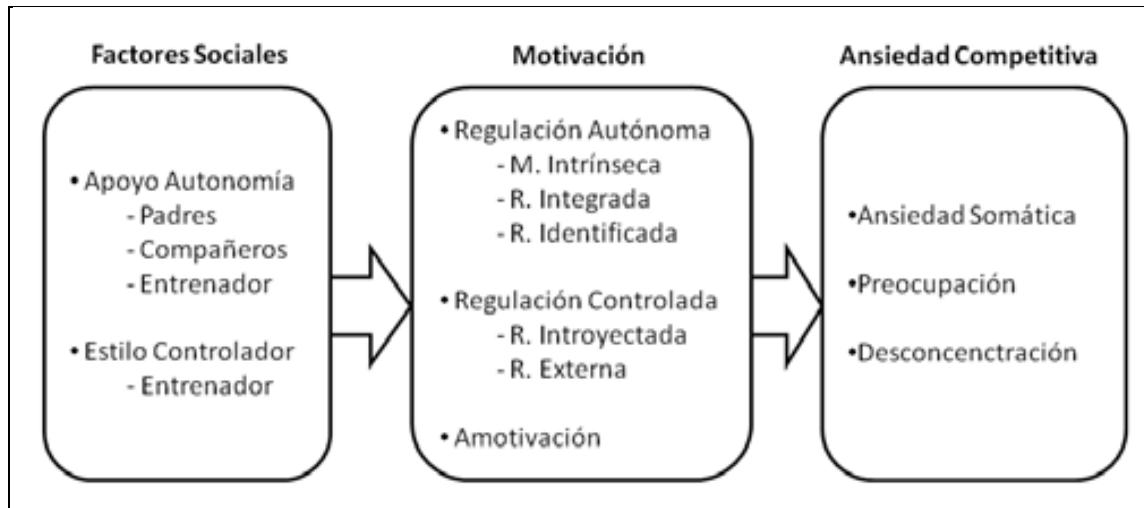 Factores Sociales
• Apoyo Autonomía
- Padres
- Compañeros
- Entrenador
• Estilo Controlador
- Entrenador
Motivación
• Regulación Autónoma
- M. Intrínseca
- R. Integrada
- R. Identificada
• Regulación Controlada
- R. Introyectada
- R. Externa
• Amotivación
Ansiedad Competitiva
•Ansiedad Somática
•Preocupación
•Desconcenctración